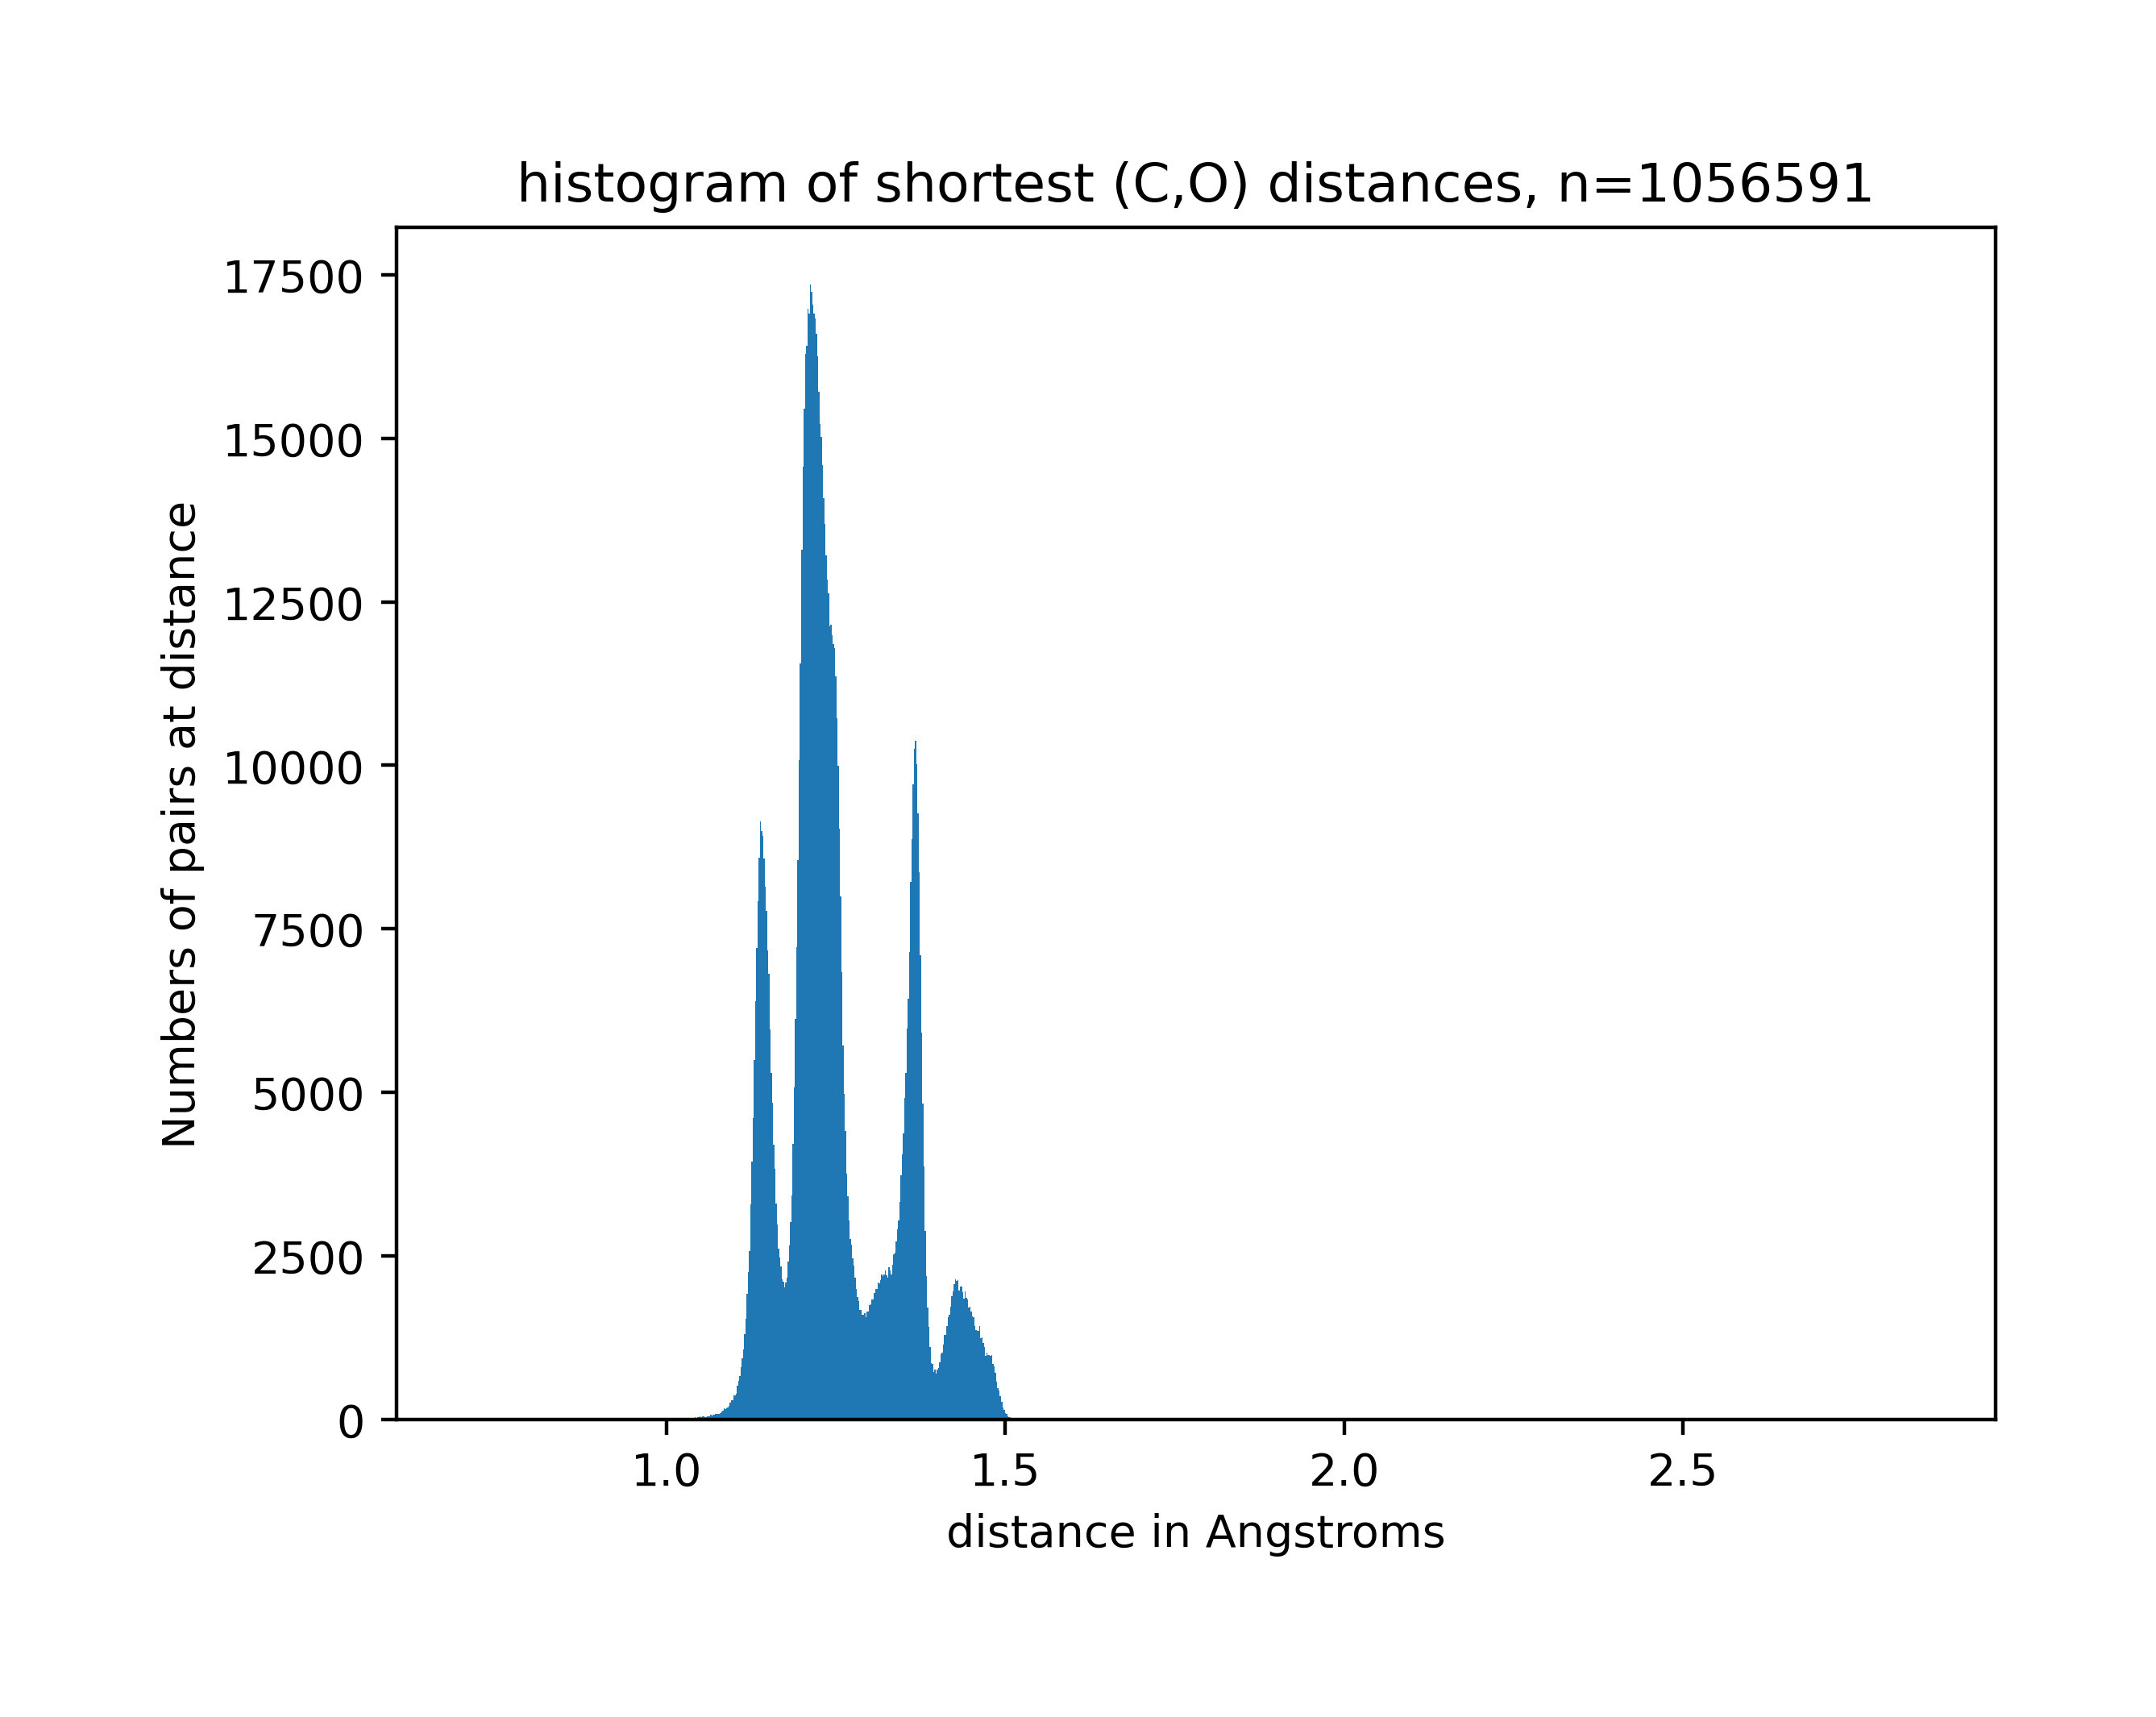 histogram of shortest (C,O) distances, n=1056591
17500
15000
12500
10000
7500
5000
2500
0
Numbers of pairs at distance
1.0 1.5 2.0 2.5
distance in Angstroms